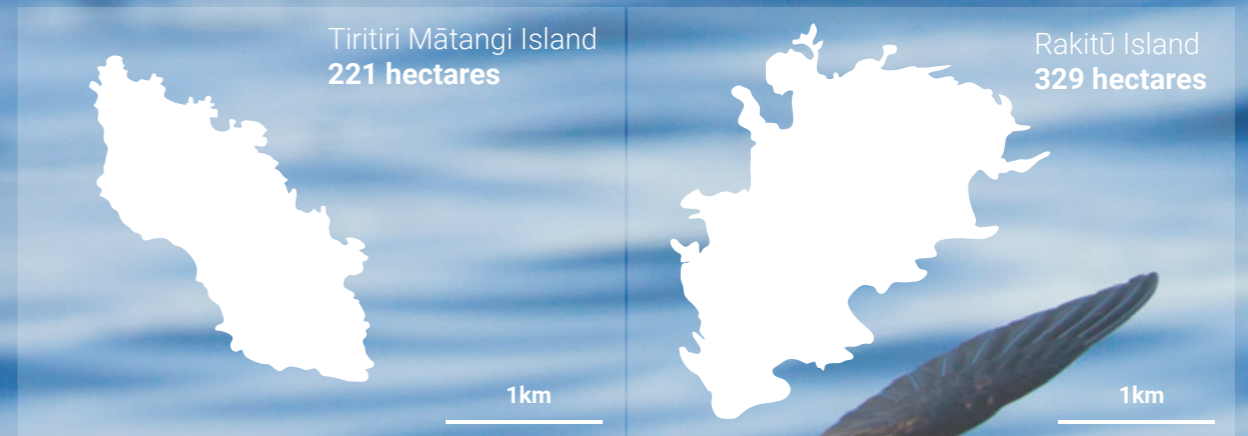 Tiritiri Mātangi Island
221 hectares
1km
Rakitū Island
329 hectares
1km